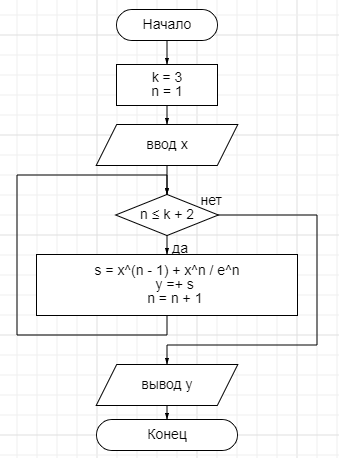 Начало
k = 3
n = 1
ввод x
n ≤ k + 2
нет
да
s = x^(n - 1) + x^n / e^n
y =+ s
n = n + 1
вывод y
Конец